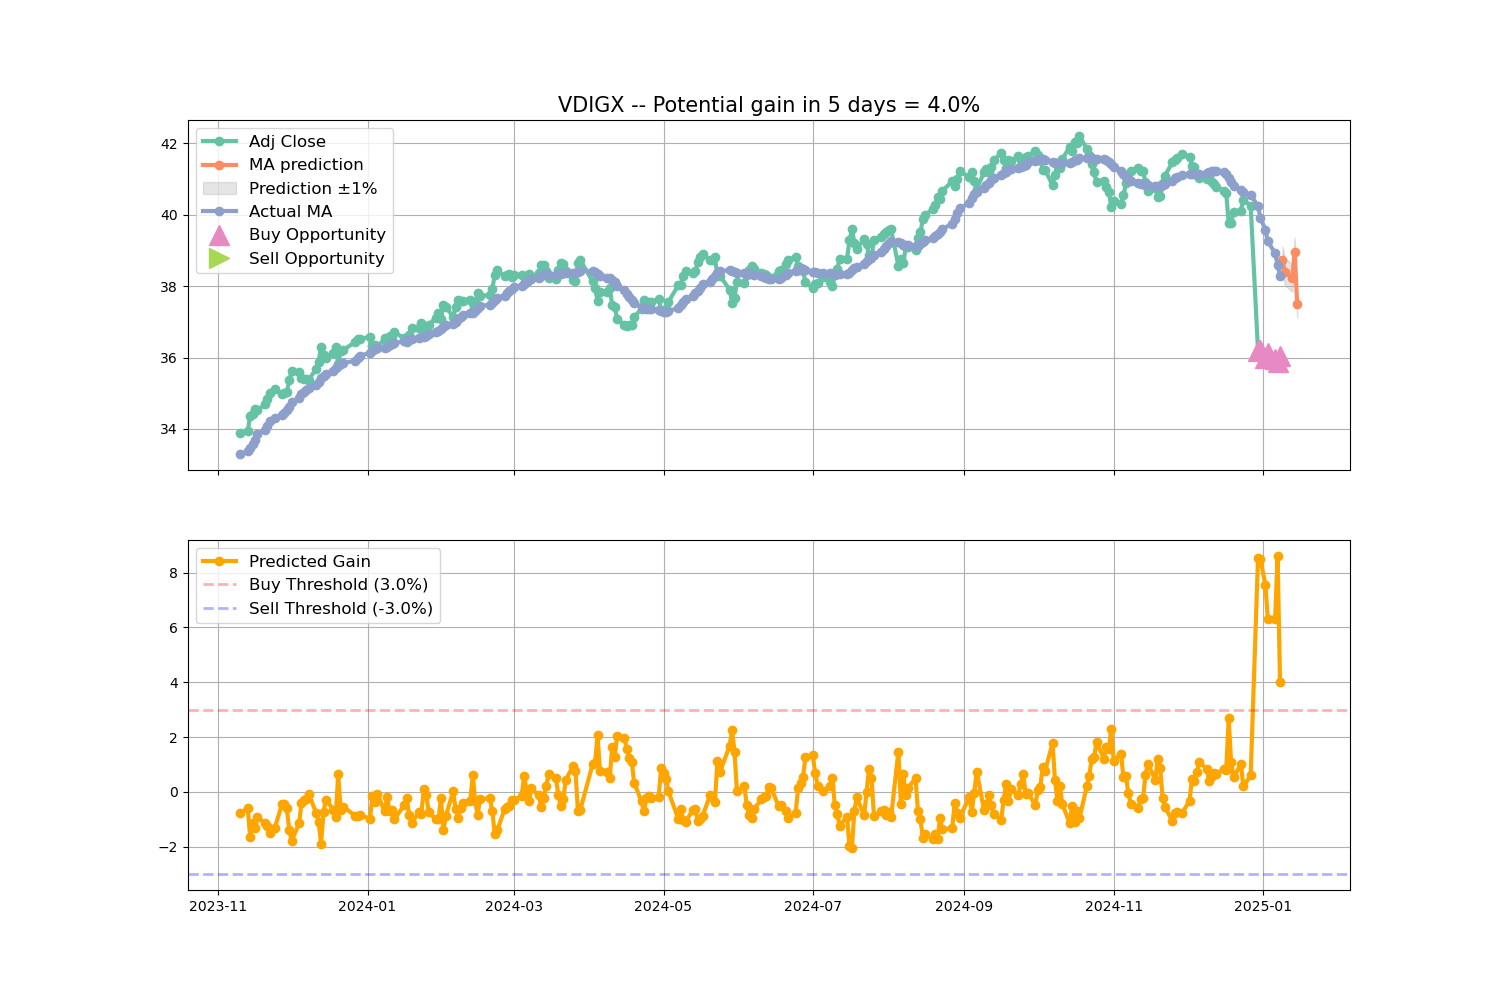 VDIGX -- Potential gain in 5 days = 4.0%
Adj Close
MA prediction
Prediction ±1%
Actual MA
Buy Opportunity
Sell Opportunity
42
40
38
36
34
Predicted Gain
Buy Threshold (3.0%)
Sell Threshold (-3.0%)
8
6
4
2
0
−2
2023-11 2024-01 2024-03 2024-05 2024-07 2024-09 2024-11 2025-01